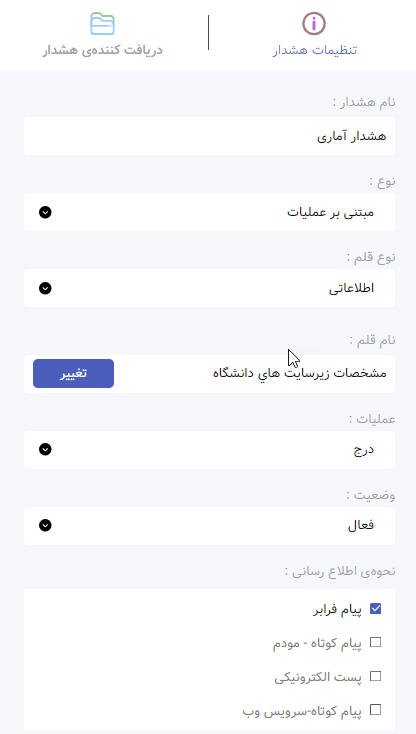 تنظیمات هشدار
دریافت کننده‌ی هشدار
نام هشدار :
هشدار آماری
نوع :
مبتنی بر عملیات
نوع قلم :
اطلاعاتی
نام قلم :
مشخصات زیرسایت هاي دانشگاه
تغییر
عملیات :
درج
وضعیت :
فعال
نحوه‌ی اطلاع رسانی :
پیام فرابر
پیام کوتاه - مودم
پست الکترونیکی
پیام کوتاه-سرویس وب